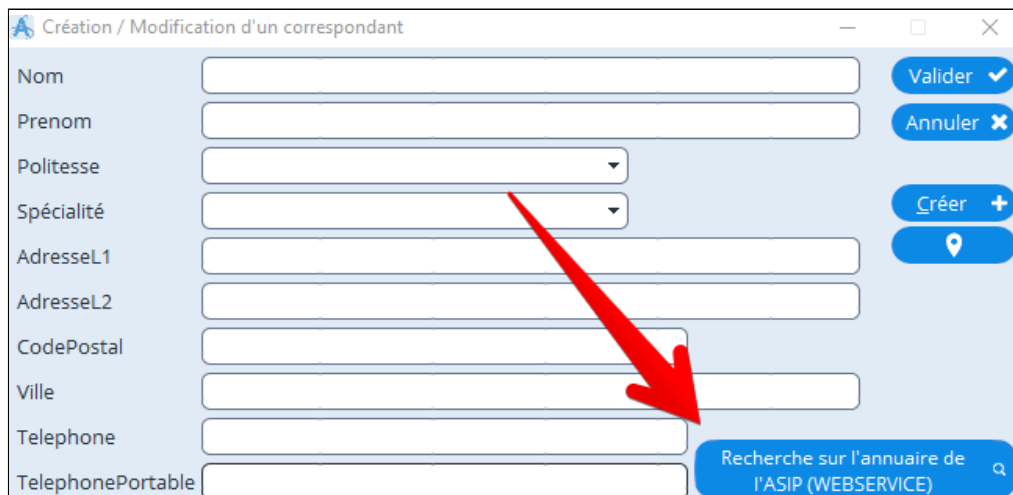 Création / Modification d'un correspondant
Nom
Valider
Prenom
Annuler
Politesse
Spécialité
Créer
AdresseL1
AdresseL2
CodePostal
Ville
Telephone
Recherche sur l'annuaire de
l'ASIP (WEBSERVICE)
TelephonePortable